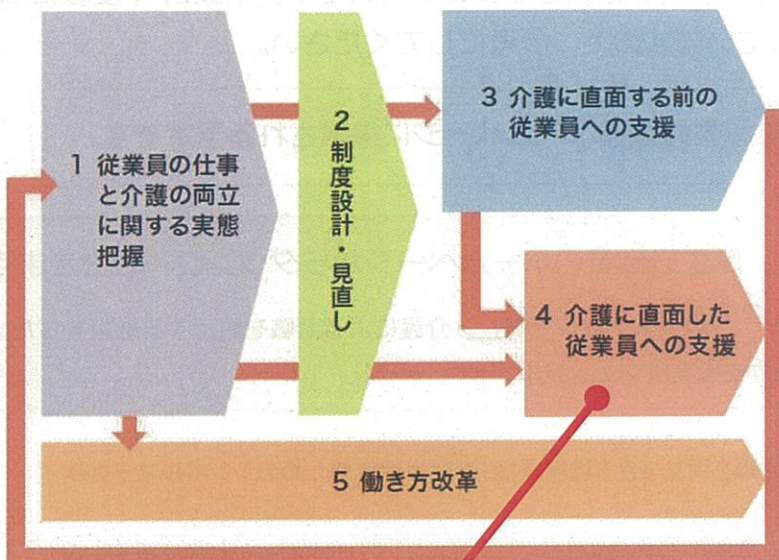 1 従業員の仕事
と介護の両立
に関する実態
把握
2 制度設計・見直し
3 介護に直面する前の
従業員への支援
4 介護に直面した
従業員への支援
5 働き方改革